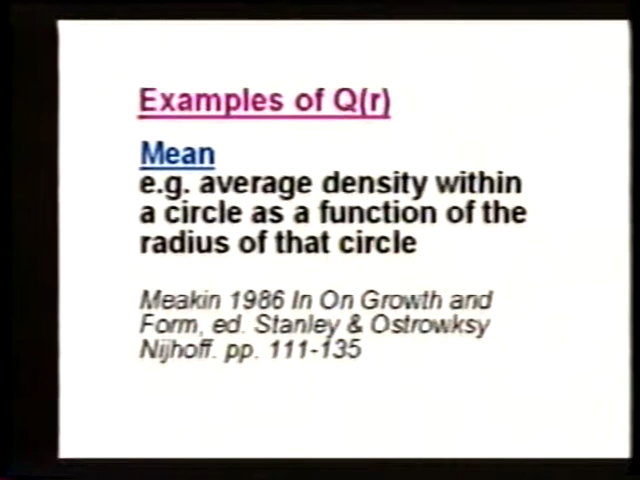 Examples of Q(r)
Mean
e.g. average density within
a circle as a function of the
radius of that circle
Meakin 1986 In On Growth and
Form, ed. Stanley & Ostrowksy
Nijhoff. pp. 111-135